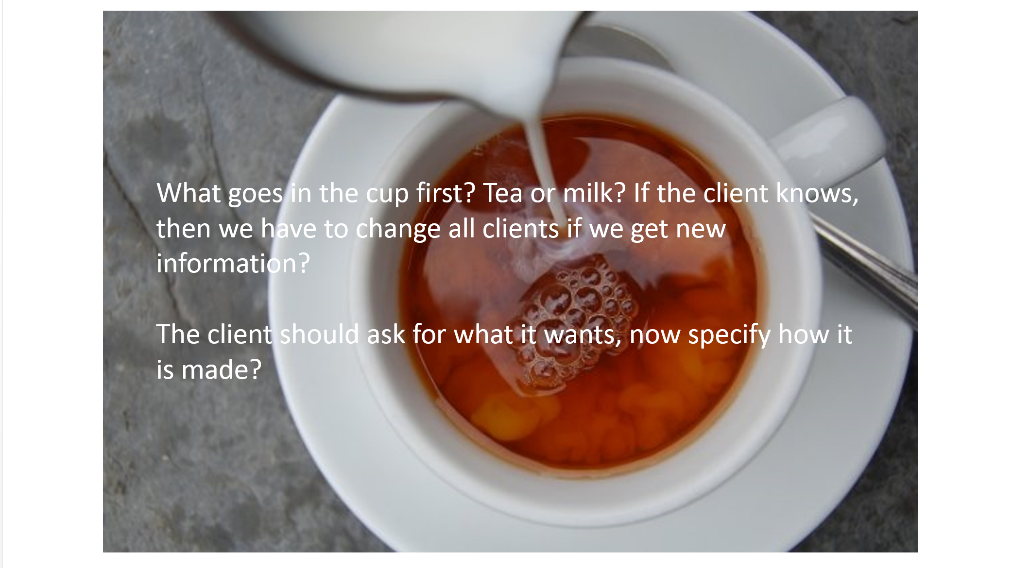 What goes in the cup first? Tea or milk? If the client knows,
then we have to change all clients if we get new
information?
The client should ask for what it wants, now specify how it
is made?